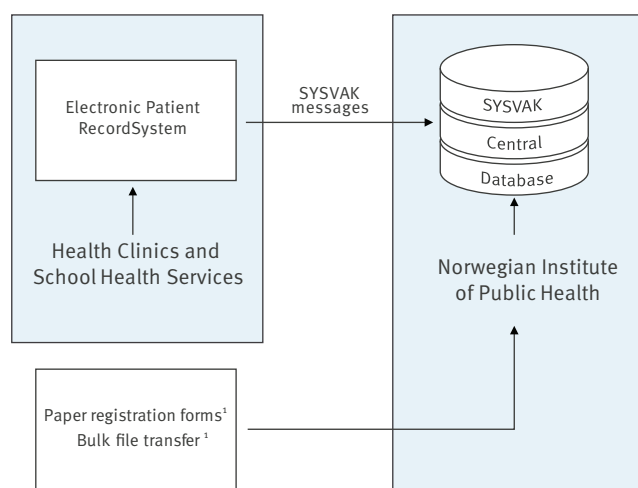 Electronic Patient
RecordSystem
Health Clinics and
School Health Services
SYSVAK
messages
SYSVAK
Central
Database
Norwegian Institute
of Public Health
Paper registration forms¹
Bulk file transfer ¹